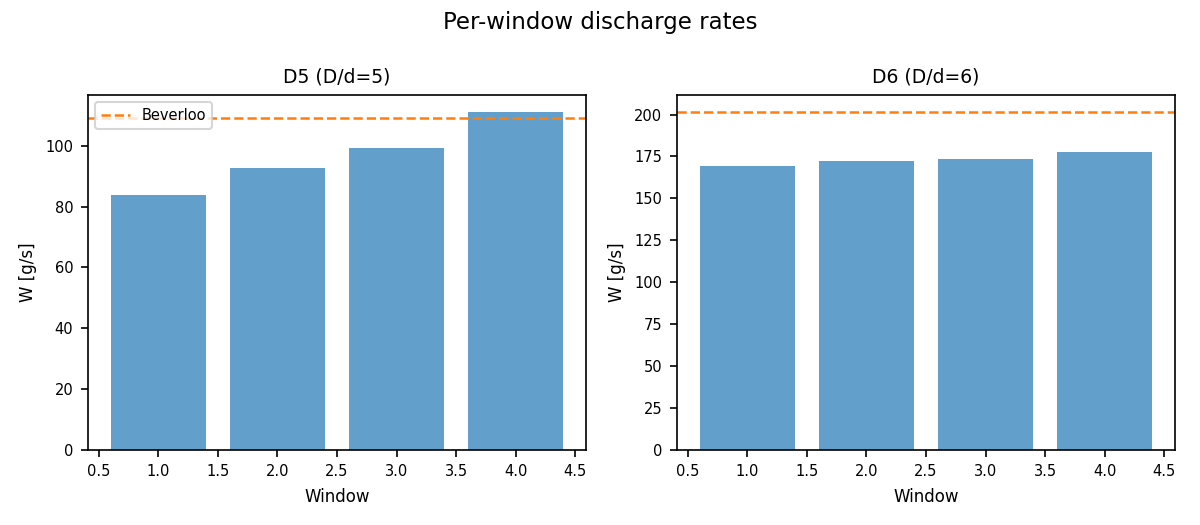 Per-window discharge rates
D5 (D/d=5)
Beverloo
W [g/s]
100
80
60
40
20
0
0.5 1.0 1.5 2.0 2.5 3.0 3.5 4.0 4.5
Window
D6 (D/d=6)
W [g/s]
200
175
150
125
100
75
50
25
0
0.5 1.0 1.5 2.0 2.5 3.0 3.5 4.0 4.5
Window